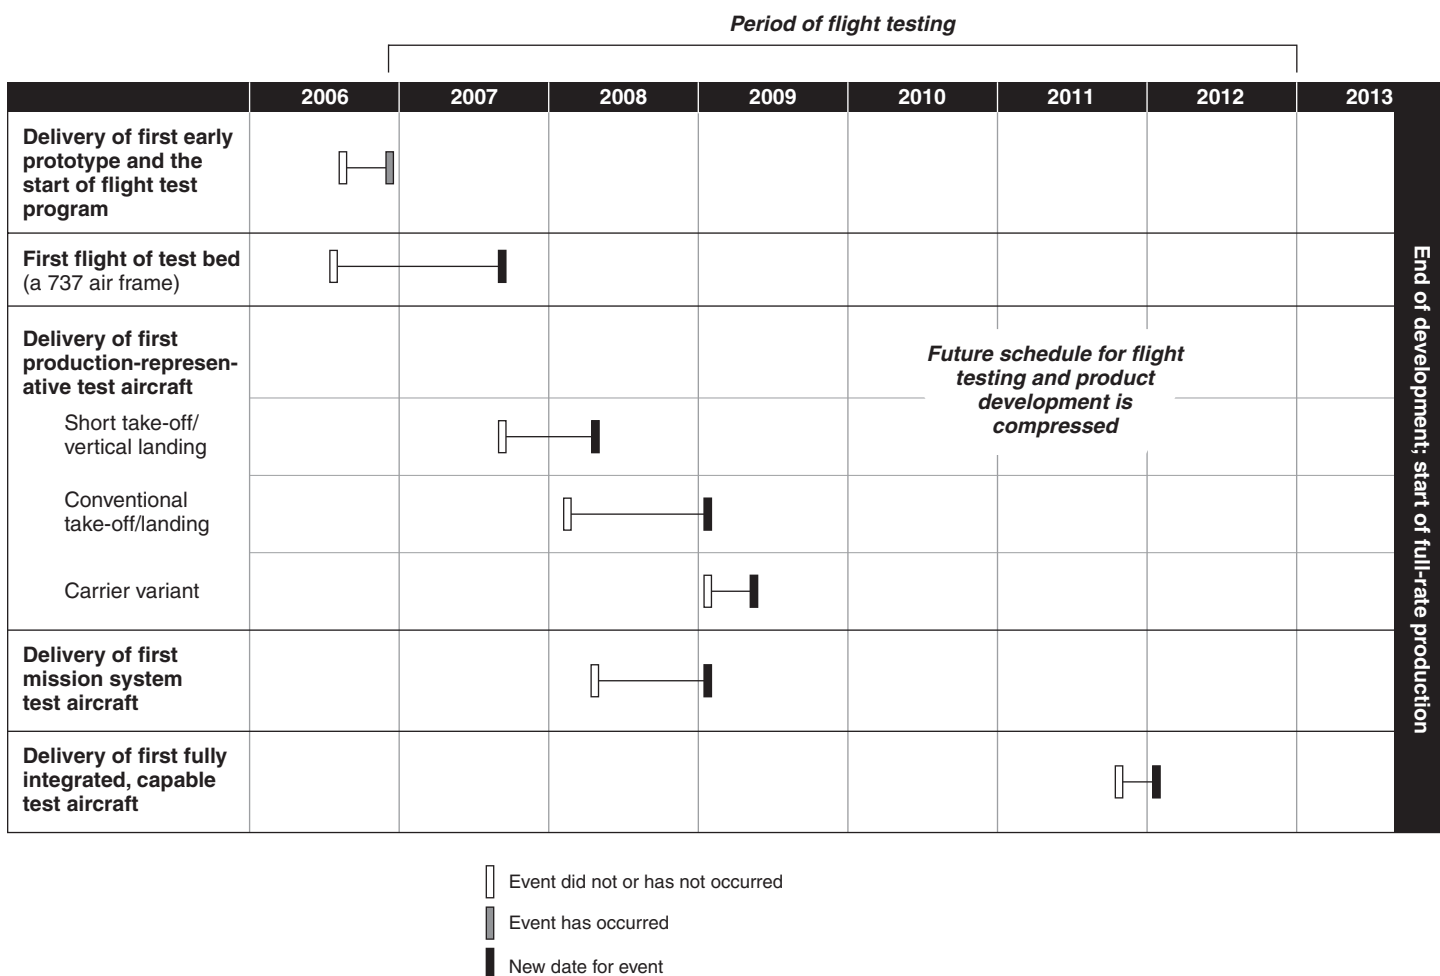 Period of flight testing
2006 2007 2008 2009 2010 2011 2012 2013
Delivery of first early
prototype and the
start of flight test
program
First flight of test bed
(a 737 air frame)
Delivery of first
production-represen-
ative test aircraft
Short take-off/
vertical landing
Conventional
take-off/landing
Carrier variant
Delivery of first
mission system
test aircraft
Delivery of first fully
integrated, capable
test aircraft
Future schedule for flight
testing and product
development is
compressed
End of development; start of full-rate production
Event did not or has not occurred
Event has occurred
New date for event